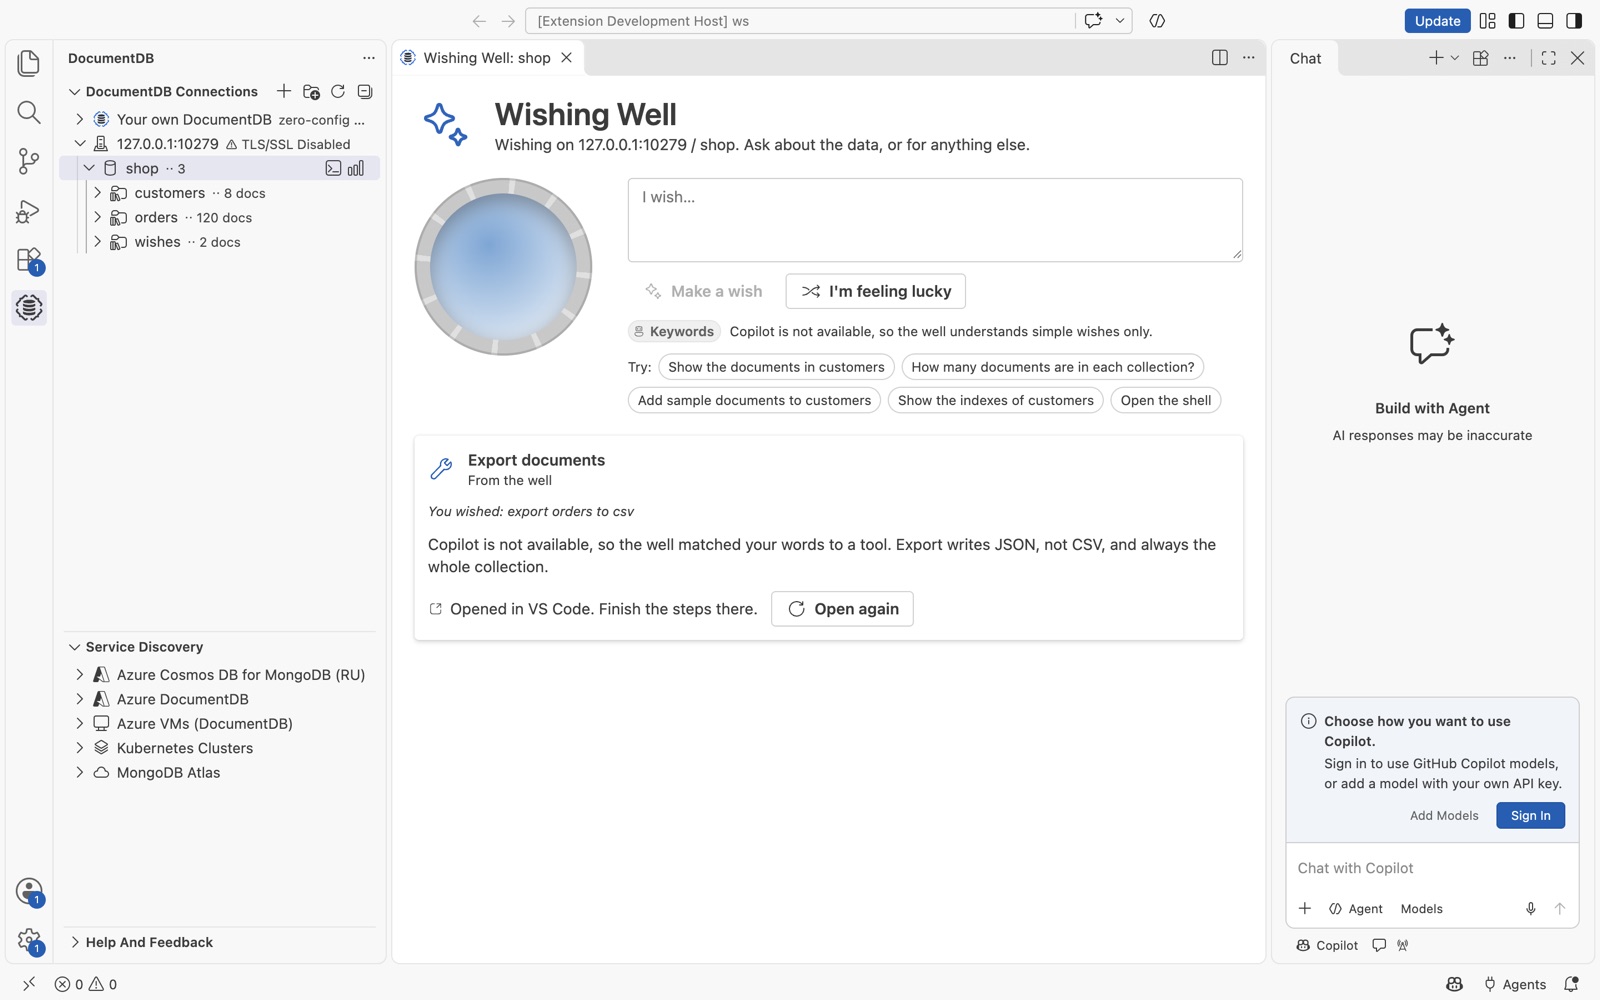 [Extension Development Host] ws
Update
DocumentDB
DocumentDB Connections
Your own DocumentDB zero-config ...
127.0.0.1:10279 TLS/SSL Disabled
shop ·· 3
customers ·· 8 docs
orders ·· 120 docs
wishes ·· 2 docs
Service Discovery
Azure Cosmos DB for MongoDB (RU)
Azure DocumentDB
Azure VMs (DocumentDB)
Kubernetes Clusters
MongoDB Atlas
Help And Feedback
1
1
1
Wishing Well: shop
Wishing Well
Wishing on 127.0.0.1:10279 / shop. Ask about the data, or for anything else.
I wish...
Make a wish
I'm feeling lucky
Keywords Copilot is not available, so the well understands simple wishes only.
Try: Show the documents in customers How many documents are in each collection?
Add sample documents to customers Show the indexes of customers Open the shell
Export documents
From the well
You wished: export orders to csv
Copilot is not available, so the well matched your words to a tool. Export writes JSON, not CSV, and always the
whole collection.
Opened in VS Code. Finish the steps there. Open again
Chat
Build with Agent
AI responses may be inaccurate
Choose how you want to use
Copilot.
Sign in to use GitHub Copilot models,
or add a model with your own API key.
Add Models Sign In
Chat with Copilot
Agent Models
Copilot
0 0
Agents